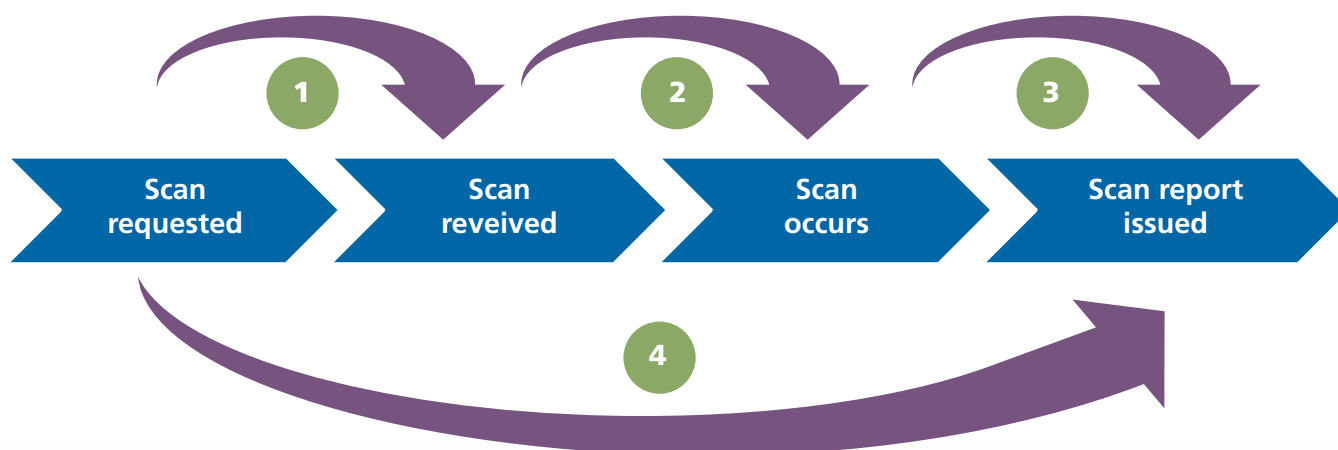 1
2
3
Scan
requested
Scan
reveived
Scan
occurs
Scan report
issued
4